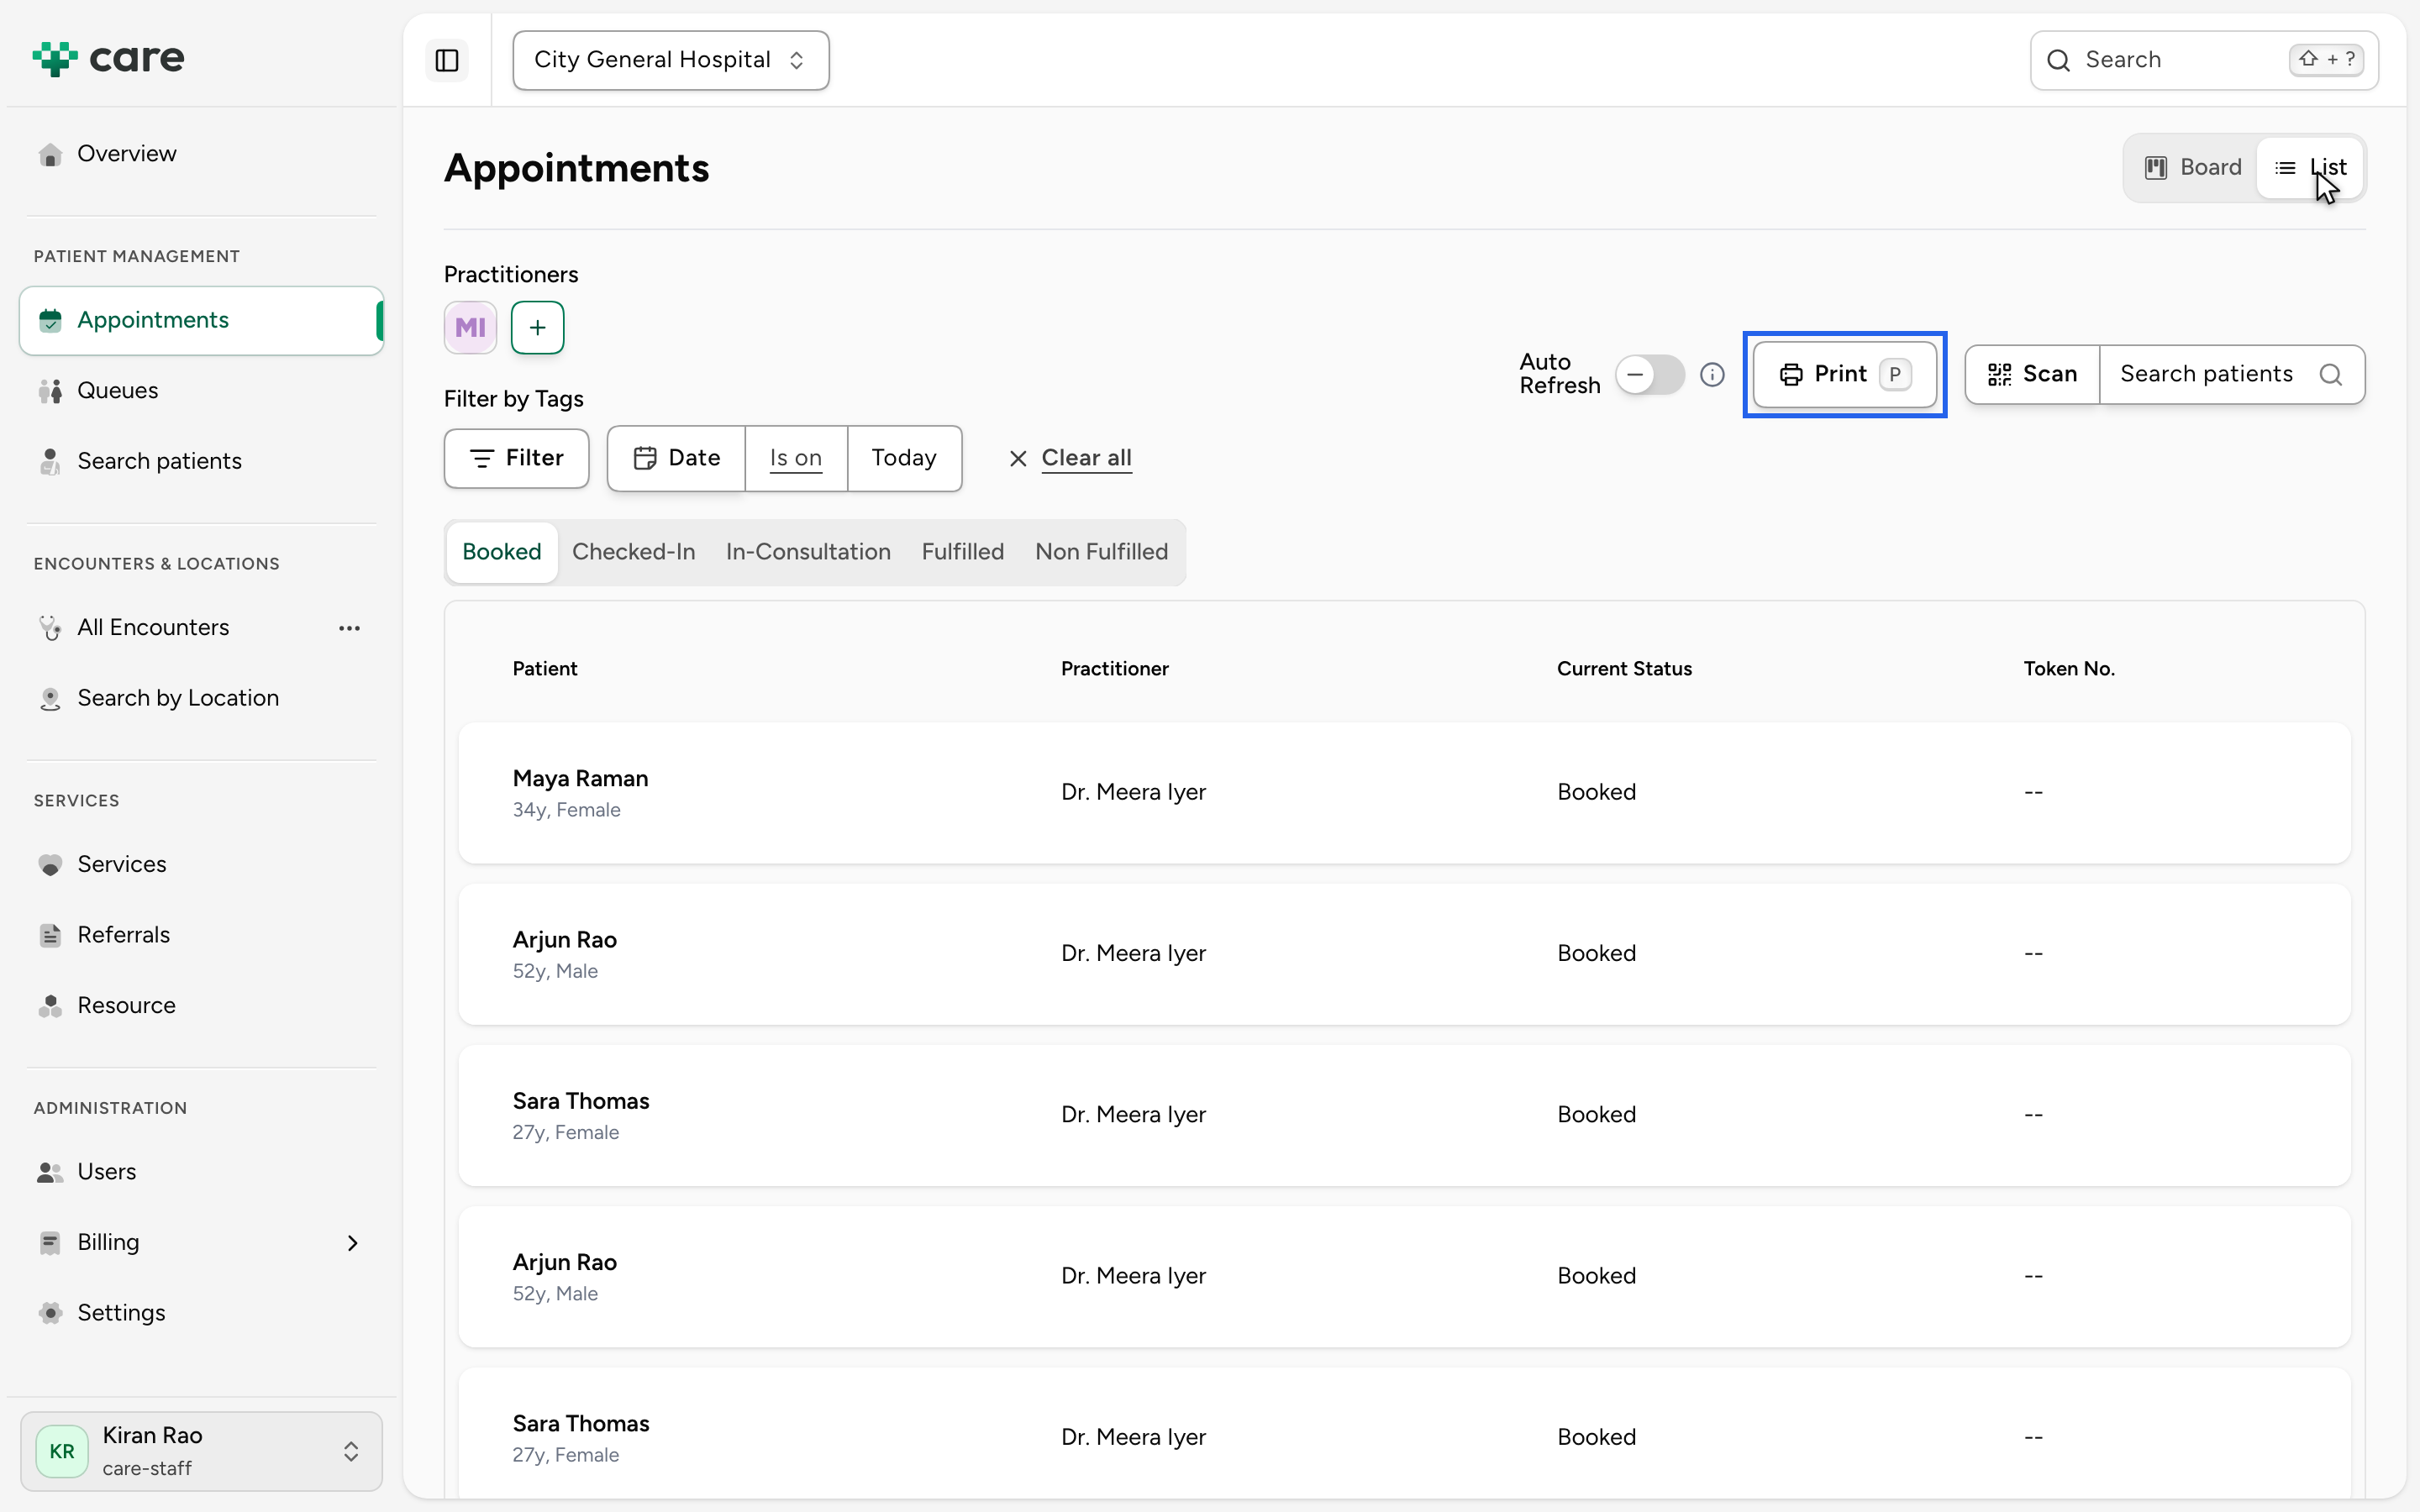 care
City General Hospital
Search
+ ?
Overview
PATIENT MANAGEMENT
Appointments
Queues
Search patients
ENCOUNTERS & LOCATIONS
All Encounters
Search by Location
SERVICES
Services
Referrals
Resource
ADMINISTRATION
Users
Billing
Settings
KR
Kiran Rao
care-staff
Appointments
Board
List
Practitioners
MI
+
Auto
Refresh
Print
P
Scan
Search patients
Filter by Tags
Filter
Date
Is on
Today
Clear all
Booked
Checked-In
In-Consultation
Fulfilled
Non Fulfilled
Patient
Practitioner
Current Status
Token No.
Maya Raman
34y, Female
Dr. Meera Iyer
Booked
--
Arjun Rao
52y, Male
Dr. Meera Iyer
Booked
--
Sara Thomas
27y, Female
Dr. Meera Iyer
Booked
--
Arjun Rao
52y, Male
Dr. Meera Iyer
Booked
--
Sara Thomas
27y, Female
Dr. Meera Iyer
Booked
--